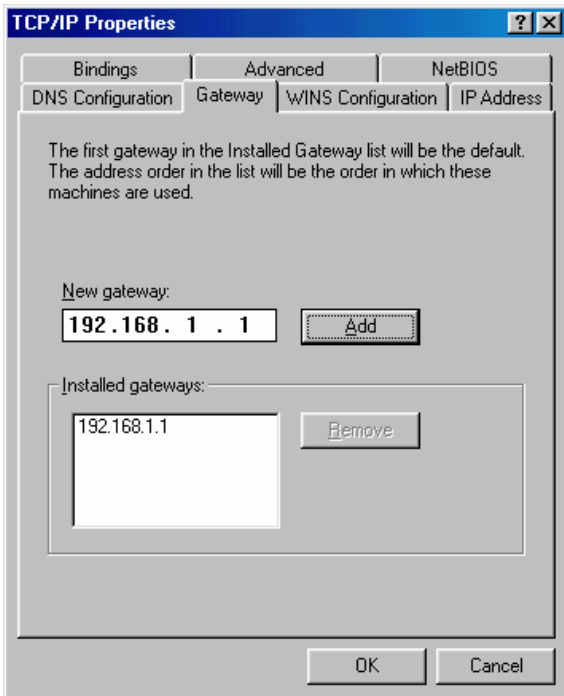 TCP/IP Properties
?
Bindings Advanced NetBIOS
DNS Configuration Gateway WINS Configuration IP Address
The first gateway in the Installed Gateway list will be the default.
The address order in the list will be the order in which these
machines are used.
New gateway:
192.168. 1 . 1 Add
Installed gateways:
192.168.1.1
Remove
OK Cancel